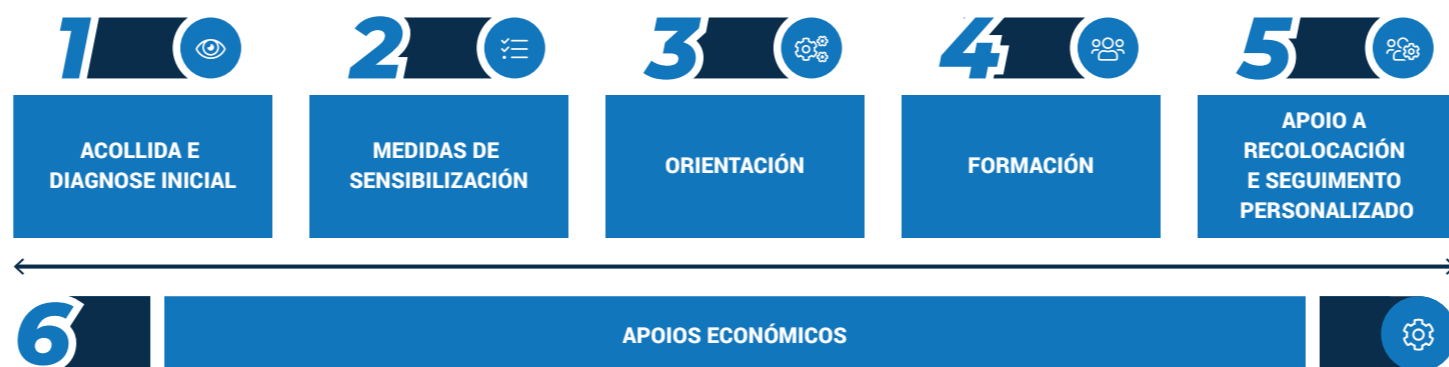 1
ACOLLIDA E
DIAGNOSE INICIAL
2
MEDIDAS DE
SENSIBILIZACIÓN
3
ORIENTACIÓN
4
FORMACIÓN
5
APOIO A
RECOLOCACIÓN
E SEGUIMENTO
PERSONALIZADO
6
APOIOS ECONÓMICOS